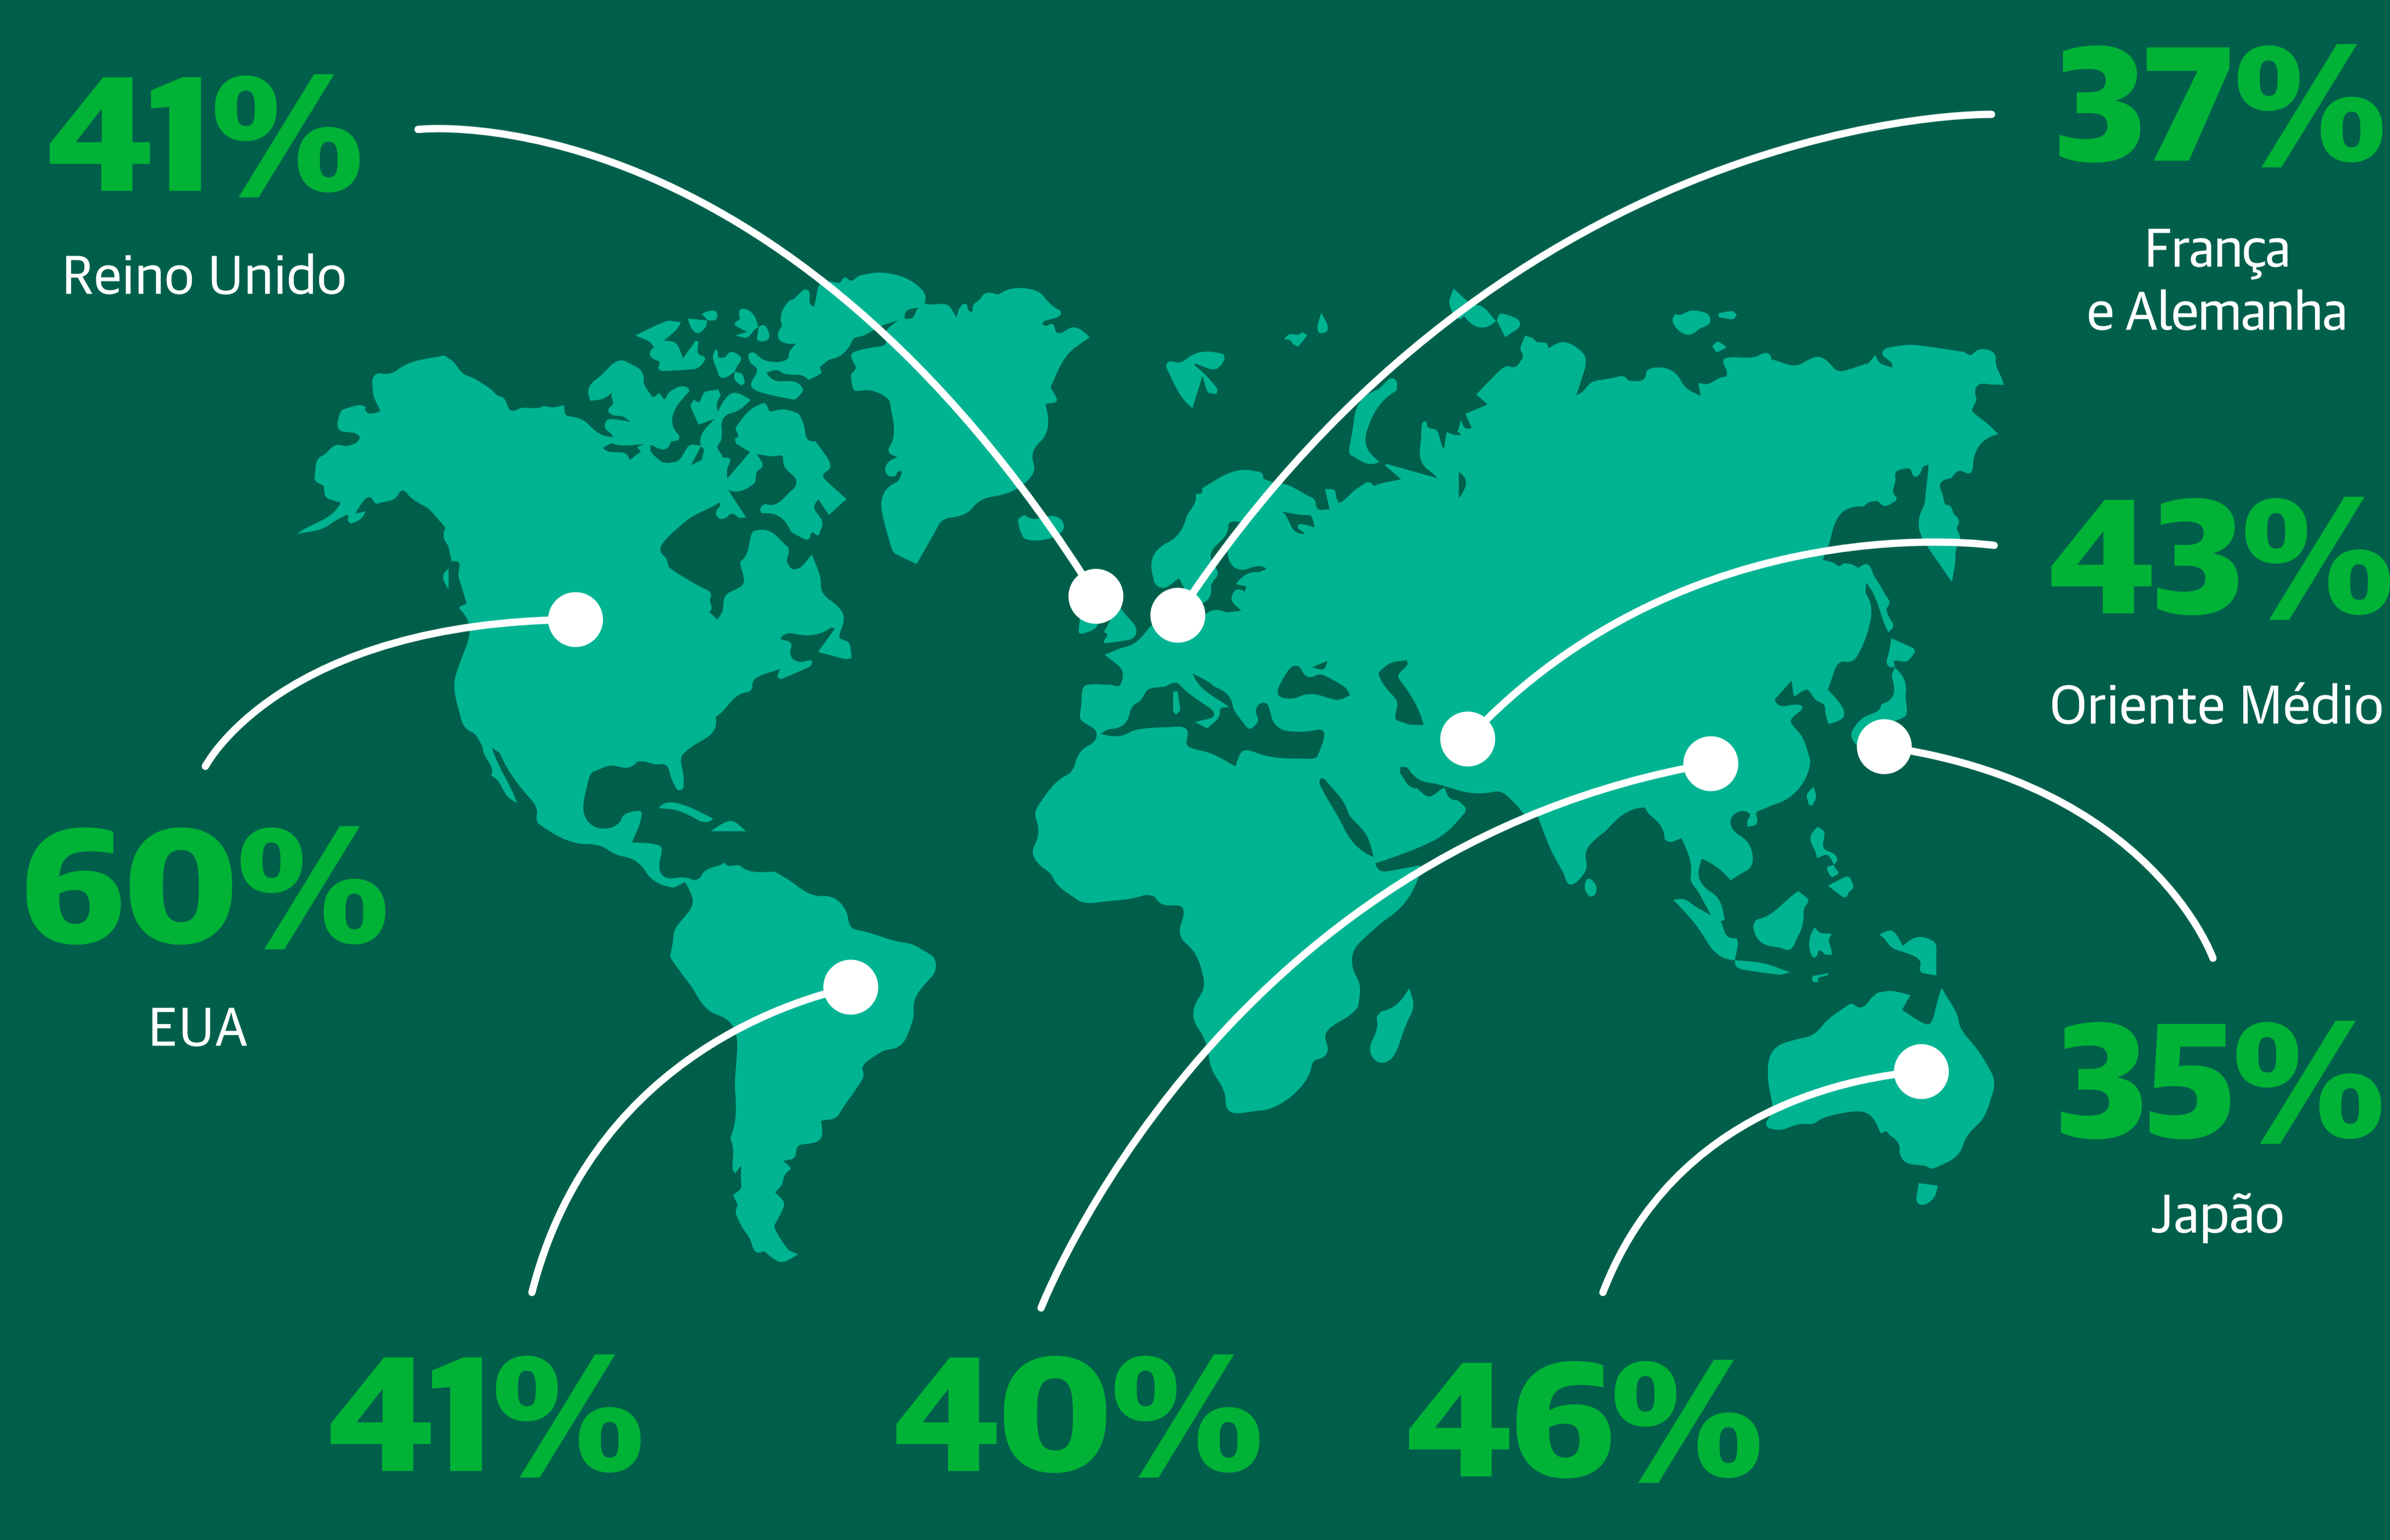 41%
Reino Unido
37%
França
e Alemanha
43%
Oriente Médio
60%
EUA
35%
Japão
41%
40%
46%